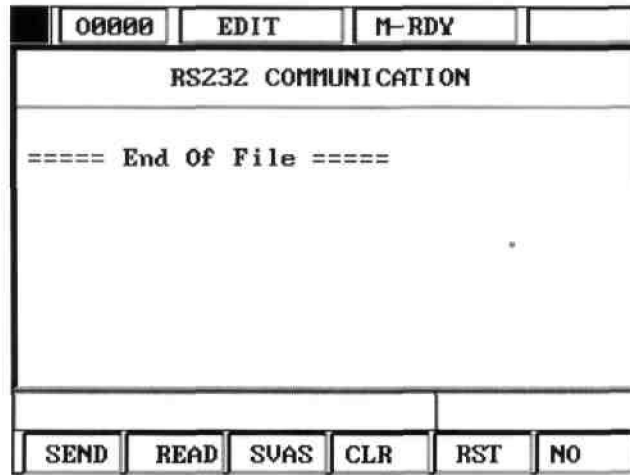 O0000 EDIT M-RDY
RS232 COMMUNICATION
===== End Of File =====
SEND READ SVAS CLR RST NO